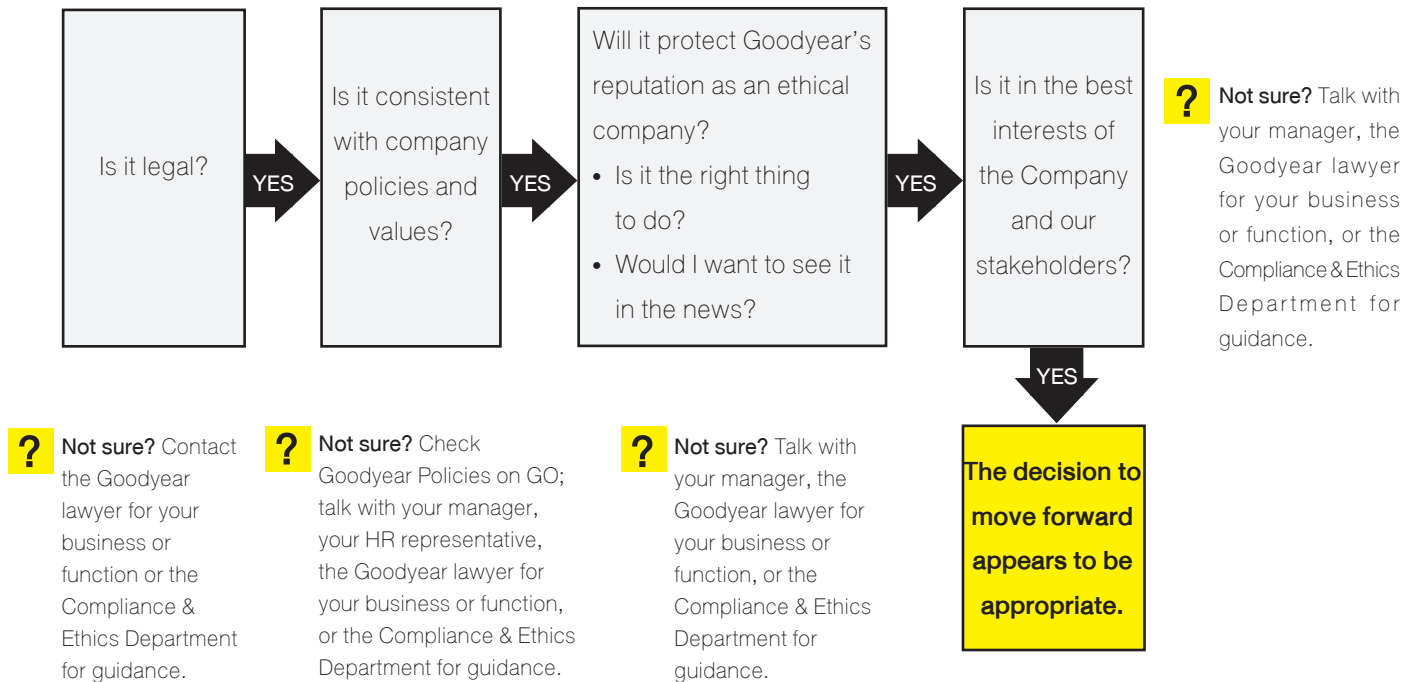 Is it legal?
YES
Is it consistent
with company
policies and
values?
YES
Will it protect Goodyear’s
reputation as an ethical
company?
• Is it the right thing
to do?
• Would I want to see it
in the news?
YES
Is it in the best
interests of
the Company
and our
stakeholders?
? Not sure? Talk with
your manager, the
Goodyear lawyer
for your business
or function, or the
Compliance & Ethics
Department for
guidance.
YES
The decision to
move forward
appears to be
appropriate.
? Not sure? Contact
the Goodyear
lawyer for your
business or
function or the
Compliance &
Ethics Department
for guidance.
? Not sure? Check
Goodyear Policies on GO;
talk with your manager,
your HR representative,
the Goodyear lawyer for
your business or function,
or the Compliance & Ethics
Department for guidance.
? Not sure? Talk with
your manager, the
Goodyear lawyer for
your business or
function, or the
Compliance & Ethics
Department for
guidance.